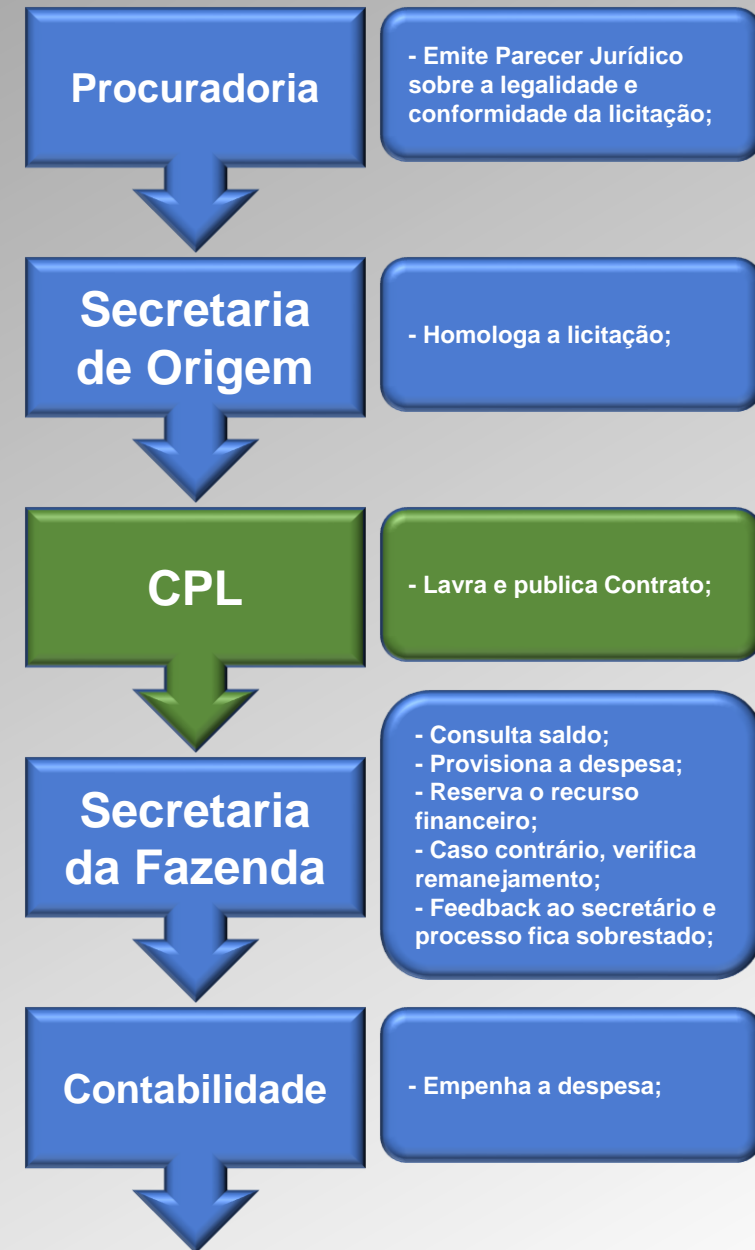 Procuradoria
- Emite Parecer Jurídico
sobre a legalidade e
conformidade da licitação;
Secretaria
de Origem
- Homologa a licitação;
CPL
- Lavra e publica Contrato;
Secretaria
da Fazenda
- Consulta saldo;
- Provisiona a despesa;
- Reserva o recurso
financeiro;
- Caso contrário, verifica
remanejamento;
- Feedback ao secretário e
processo fica sobrestado;
Contabilidade
- Empenha a despesa;